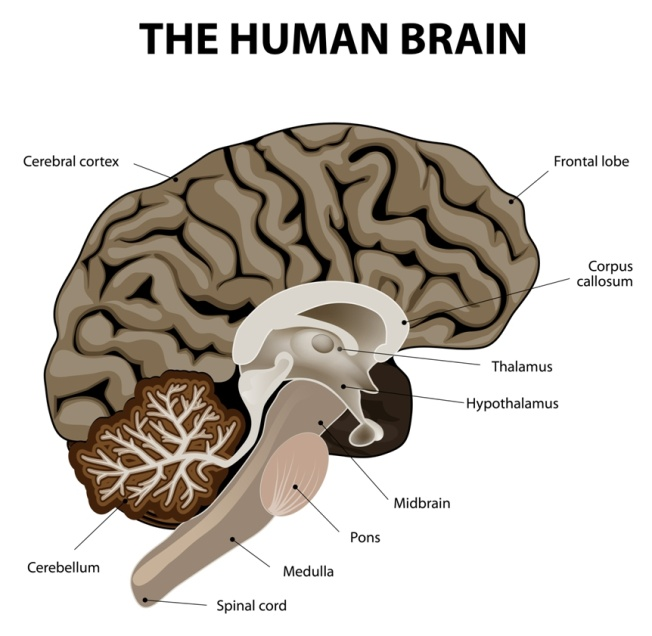 THE HUMAN BRAIN
Cerebral cortex
Frontal lobe
Corpus
callosum
Thalamus
Hypothalamus
Midbrain
Pons
Cerebellum
Medulla
Spinal cord